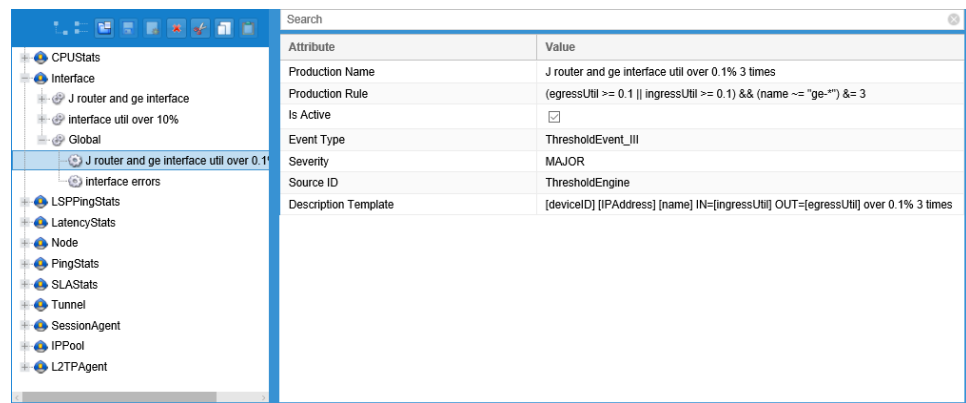 Search
Attribute Value
Production Name J router and ge interface util over 0.1% 3 times
Production Rule (egressUtil >= 0.1 || ingressUtil >= 0.1) && (name ~= "ge-*") &= 3
Is Active
Event Type ThresholdEvent_III
Severity MAJOR
Source ID ThresholdEngine
Description Template [deviceID] [IPAddress] [name] IN=[ingressUtil] OUT=[egressUtil] over 0.1% 3 times
CPUStats
Interface
J router and ge interface
interface util over 10%
Global
J router and ge interface util over 0.1%
interface errors
LSPPingStats
LatencyStats
Node
PingStats
SLAStats
Tunnel
SessionAgent
IPPool
L2TPAgent